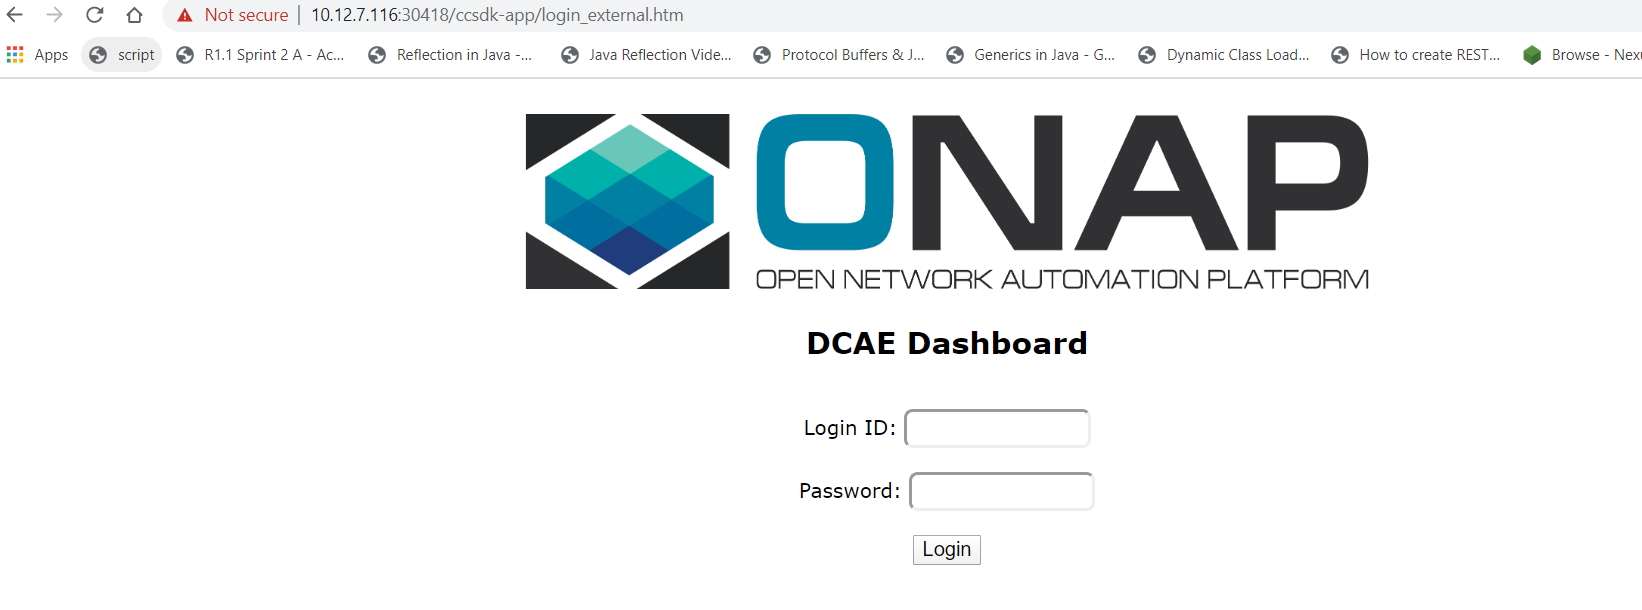 Not secure | 10.12.7.116:30418/ccsdk-app/login_external.htm
Apps script R1.1 Sprint 2 A - Ac... Reflection in Java -... Java Reflection Vide... Protocol Buffers & J... Generics in Java - G... Dynamic Class Load... How to create REST... Browse - Nexu
ONAP
OPEN NETWORK AUTOMATION PLATFORM
DCAE Dashboard
Login ID:
Password:
Login